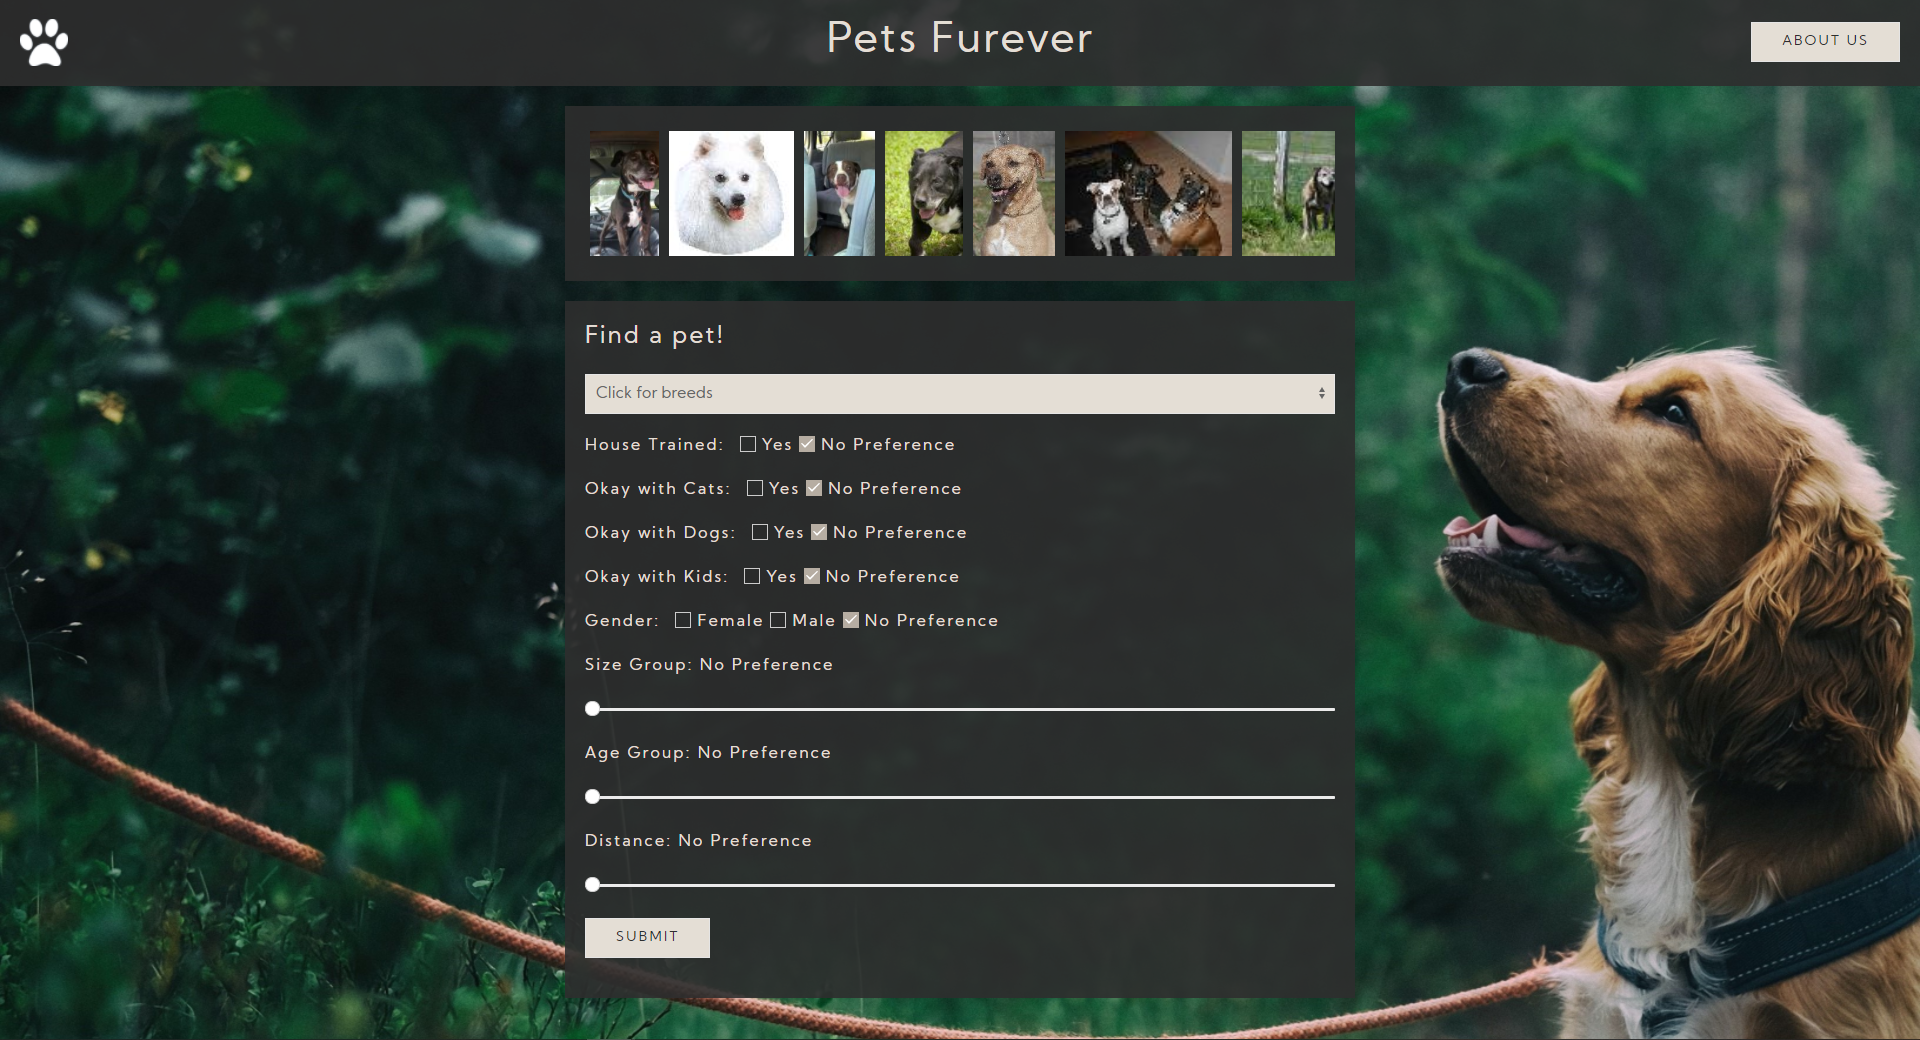 Pets Furever
ABOUT US
Find a pet!
Click for breeds
House Trained: Yes No Preference
Okay with Cats: Yes No Preference
Okay with Dogs: Yes No Preference
Okay with Kids: Yes No Preference
Gender: Female Male No Preference
Size Group: No Preference
Age Group: No Preference
Distance: No Preference
SUBMIT